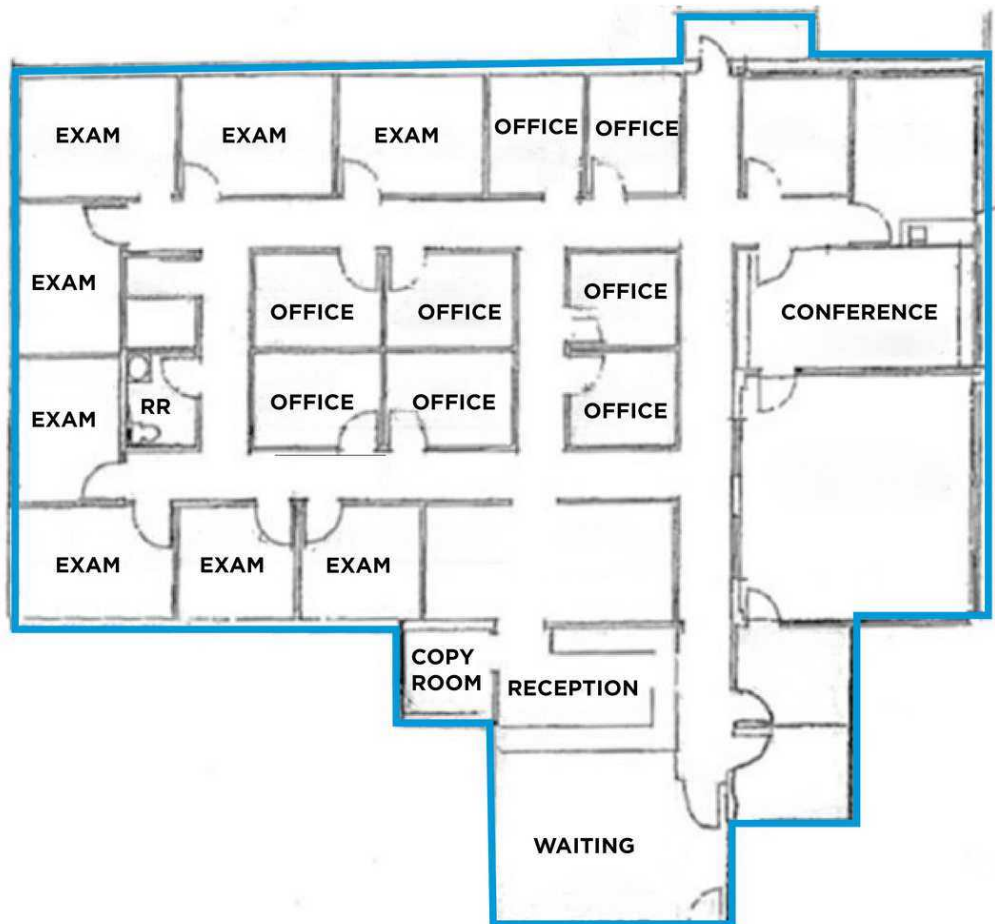 EXAM
EXAM
EXAM
OFFICE
OFFICE
EXAM
OFFICE
OFFICE
OFFICE
CONFERENCE
EXAM
RR
OFFICE
OFFICE
OFFICE
EXAM
EXAM
EXAM
COPY
ROOM
RECEPTION
WAITING